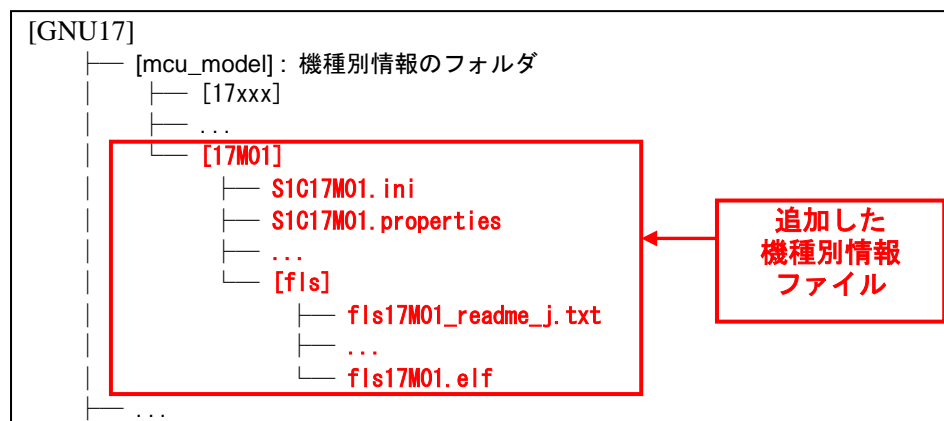 [GNU17]
├── [mcu_model] : 機種別情報のフォルダ
│ ├── [17xxx]
│ ├── ...
│ └── [17M01]
│ ├── S1C17M01.ini
│ ├── S1C17M01.properties
│ ├── ...
│ └── [fls]
│ ├── fls17M01_readme_j.txt
│ ├── ...
│ └── fls17M01.elf
├── ...
追加した
機種別情報
ファイル